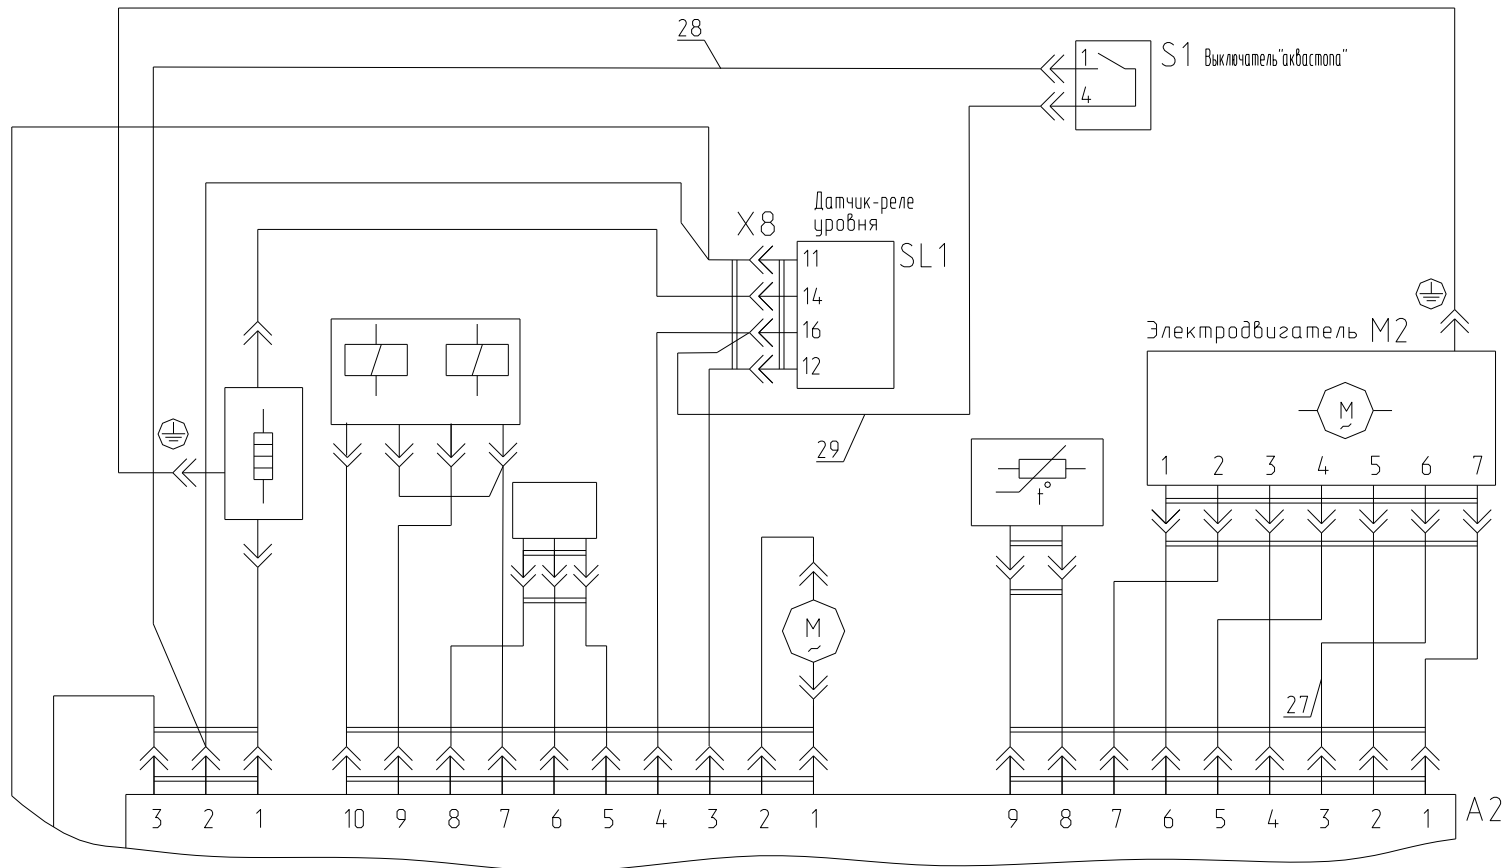 28
1
4
S1 Выключатель "аквастопа"
Датчик-реле
уровня
X8
SL1
11
14
16
12
Электродвигатель M2
M
~
29
t°
1 2 3 4 5 6 7
M
~
27
3 2 1 10 9 8 7 6 5 4 3 2 1 9 8 7 6 5 4 3 2 1
A2